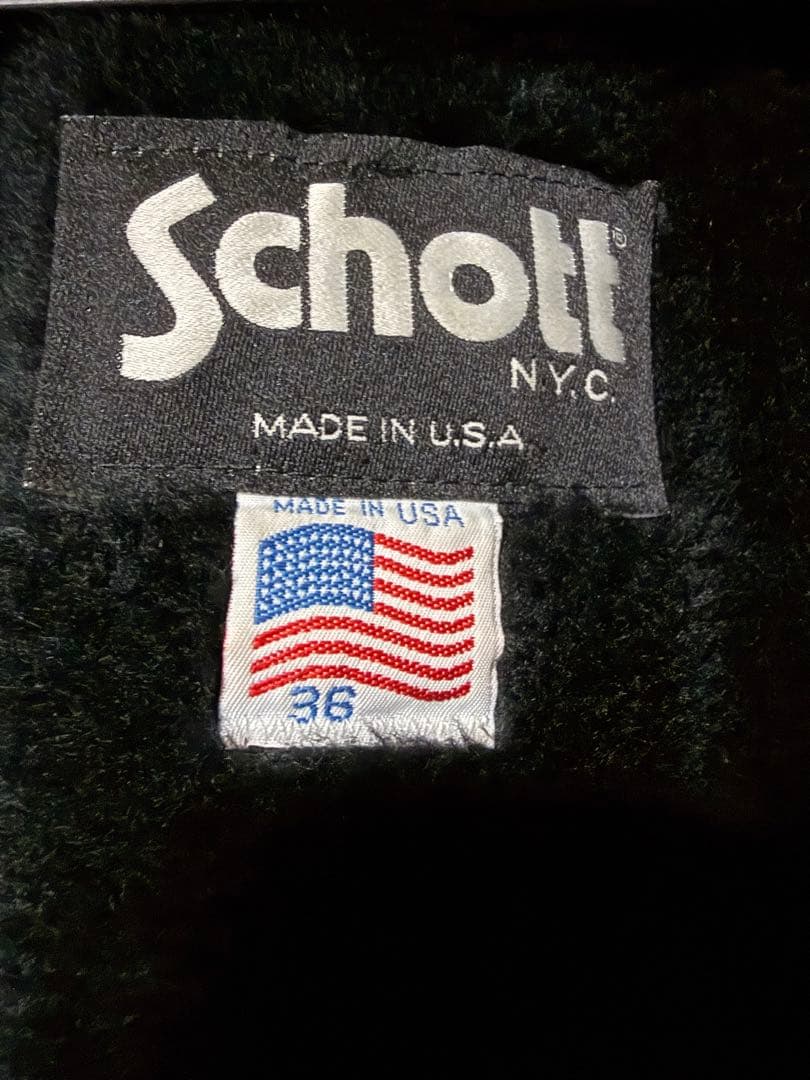 Schott®
N.Y.C.
MADE IN U.S.A
MADE IN USA
36